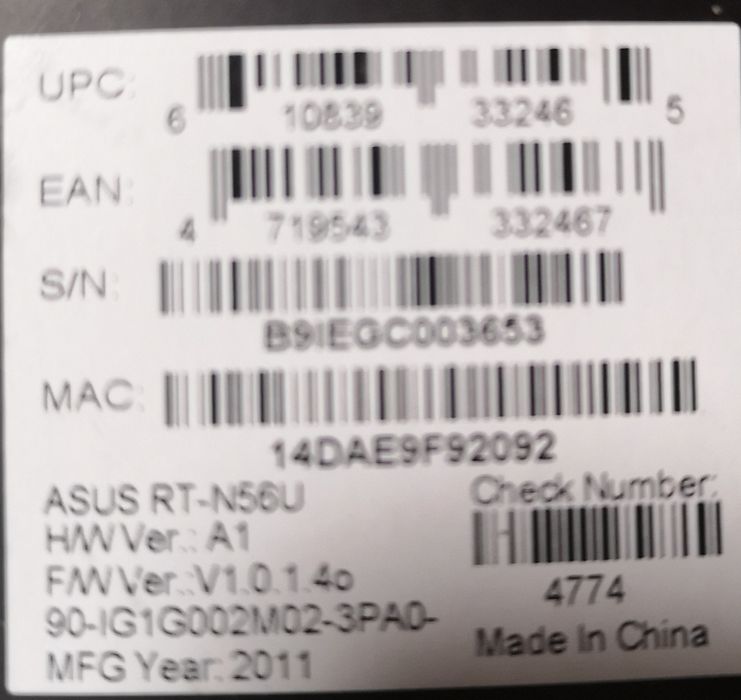 UPC:
6 10839 33246 5
EAN:
4 719543 332467
S/N:
B9IEGC003653
MAC:
14DAE9F92092
ASUS RT-N56U
H/W Ver.: A1
F/W Ver.:V1.0.1.4o
90-IG1G002M02-3PA0-
MFG Year: 2011
Check Number:
4774
Made In China